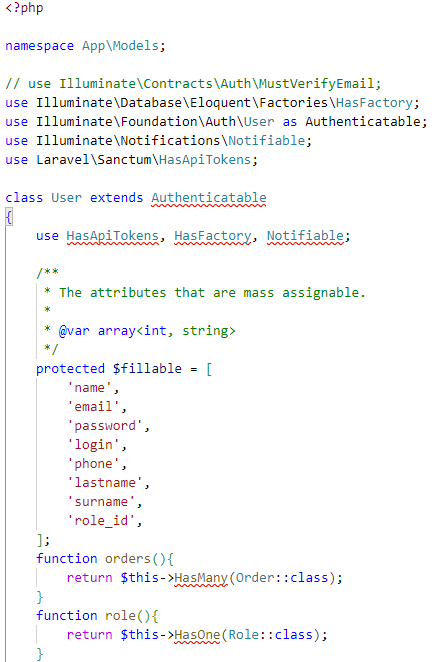 <?php
namespace App\Models;
// use Illuminate\Contracts\Auth\MustVerifyEmail;
use Illuminate\Database\Eloquent\Factories\HasFactory;
use Illuminate\Foundation\Auth\User as Authenticatable;
use Illuminate\Notifications\Notifiable;
use Laravel\Sanctum\HasApiTokens;
class User extends Authenticatable
{
    use HasApiTokens, HasFactory, Notifiable;
    /**
     * The attributes that are mass assignable.
     *
     * @var array<int, string>
     */
    protected $fillable = [
        'name',
        'email',
        'password',
        'login',
        'phone',
        'lastname',
        'surname',
        'role_id',
    ];
    function orders(){
        return $this->HasMany(Order::class);
    }
    function role(){
        return $this->HasOne(Role::class);
    }